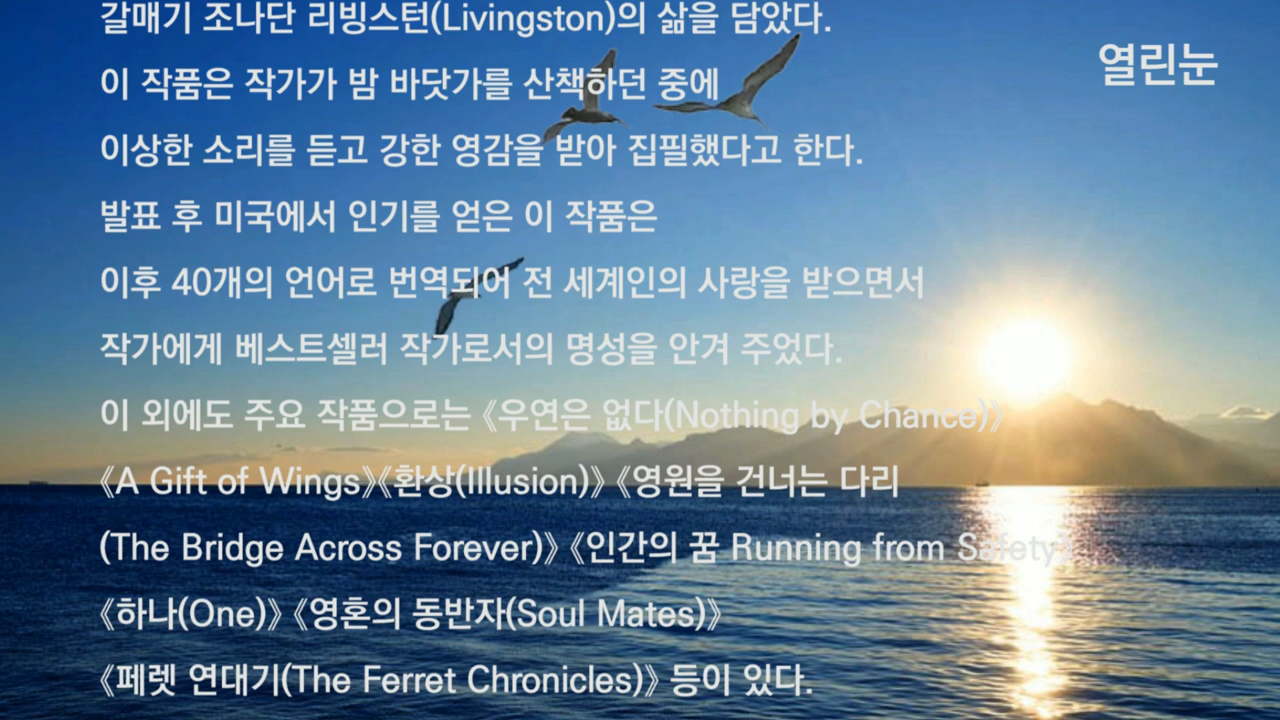 갈매기 조나단 리빙스턴(Livingston)의 삶을 담았다.
열린눈
이 작품은 작가가 밤 바닷가를 산책하던 중에
이상한 소리를 듣고 강한 영감을 받아 집필했다고 한다.
발표 후 미국에서 인기를 얻은 이 작품은
이후 40개의 언어로 번역되어 전 세계인의 사랑을 받으면서
작가에게 베스트셀러 작가로서의 명성을 안겨 주었다.
이 외에도 주요 작품으로는 《우연은 없다(Nothing by Chance)》
《A Gift of Wings》《환상(Illusion)》 《영원을 건너는 다리
(The Bridge Across Forever)》 《인간의 꿈 Running from Safety》
《하나(One)》 《영혼의 동반자(Soul Mates)》
《페렛 연대기(The Ferret Chronicles)》 등이 있다.